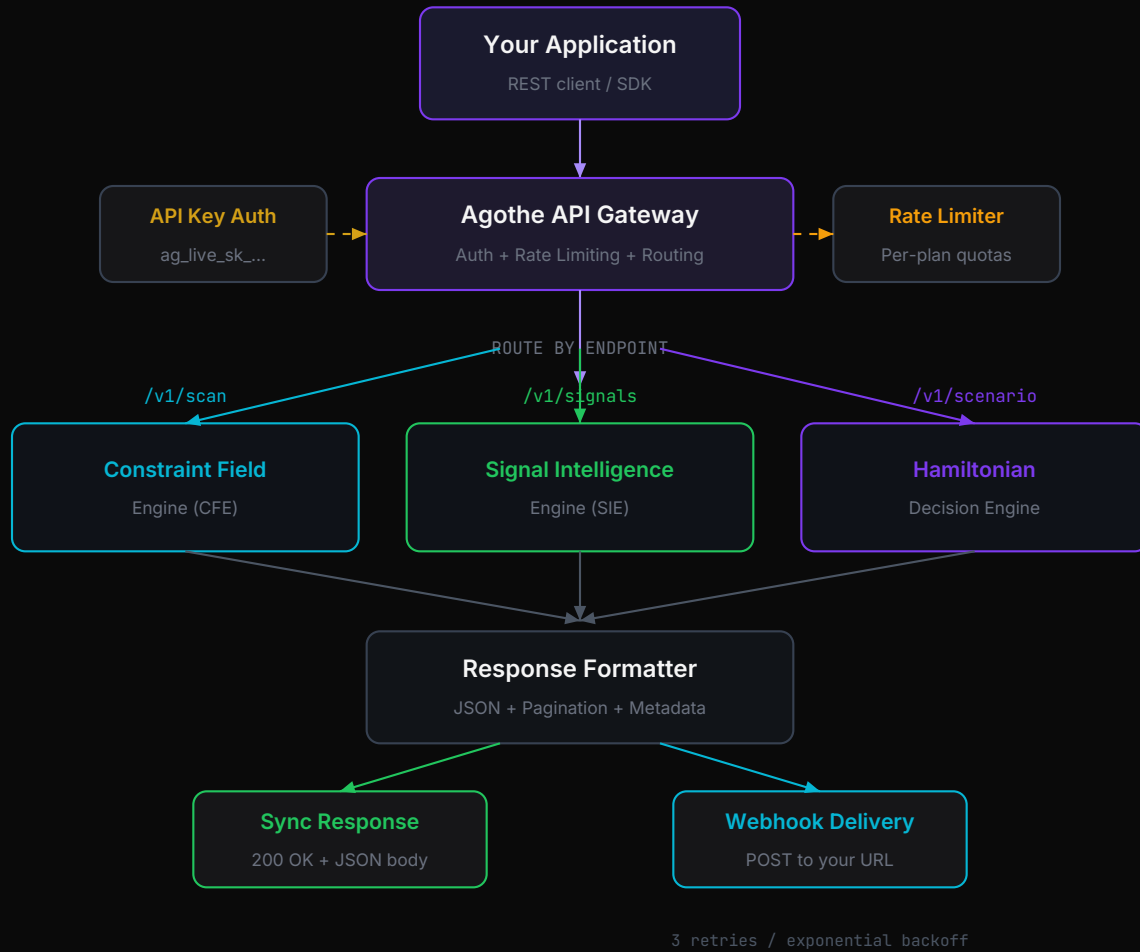 Your Application
REST client / SDK
API Key Auth
ag_live_sk_...
Agothe API Gateway
Auth + Rate Limiting + Routing
Rate Limiter
Per-plan quotas
ROUTE BY ENDPOINT
/v1/scan
/v1/signals
/v1/scenario
Constraint Field
Engine (CFE)
Signal Intelligence
Engine (SIE)
Hamiltonian
Decision Engine
Response Formatter
JSON + Pagination + Metadata
Sync Response
200 OK + JSON body
Webhook Delivery
POST to your URL
3 retries / exponential backoff